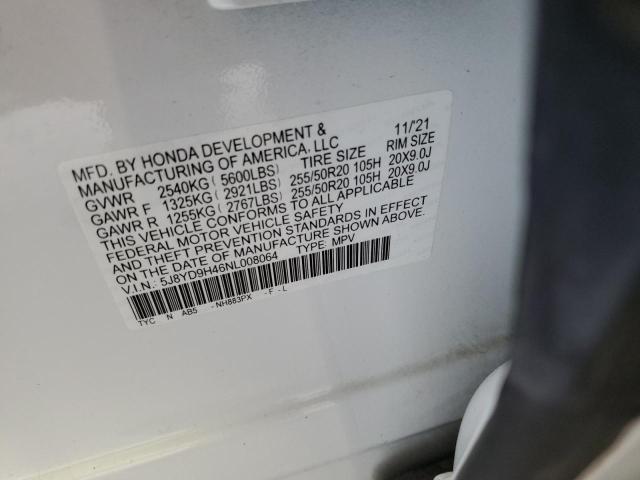 MFD. BY HONDA DEVELOPMENT & 11/'21
MANUFACTURING OF AMERICA, LLC
TIRE SIZE RIM SIZE
GVWR 2540KG (5600LBS)
GAWR F 1325KG (2921LBS) 255/50R20 105H 20X9.0J
GAWR R 1255KG (2767LBS) 255/50R20 105H 20X9.0J
THIS VEHICLE CONFORMS TO ALL APPLICABLE
FEDERAL MOTOR VEHICLE SAFETY
AND THEFT PREVENTION STANDARDS IN EFFECT
ON THE DATE OF MANUFACTURE SHOWN ABOVE.
V.I.N.: 5J8YD9H46NL008064 TYPE: MPV
TYC N AB5 - NH883PX - F - L